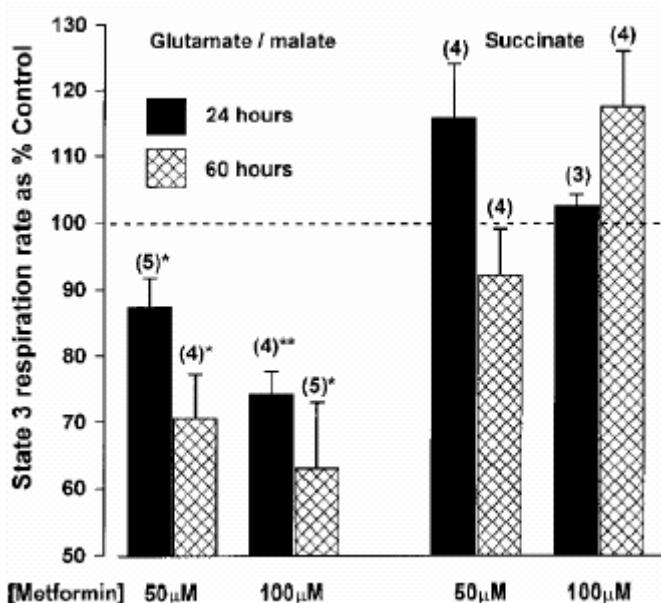 Glutamate / malate
Succinate
24 hours
60 hours
State 3 respiration rate as % Control
130
120
110
100
90
80
70
60
50
(5)*
(4)*
(4)**
(5)*
(4)
(4)
(3)
(4)
[Metformin] 50µM 100µM 50µM 100µM